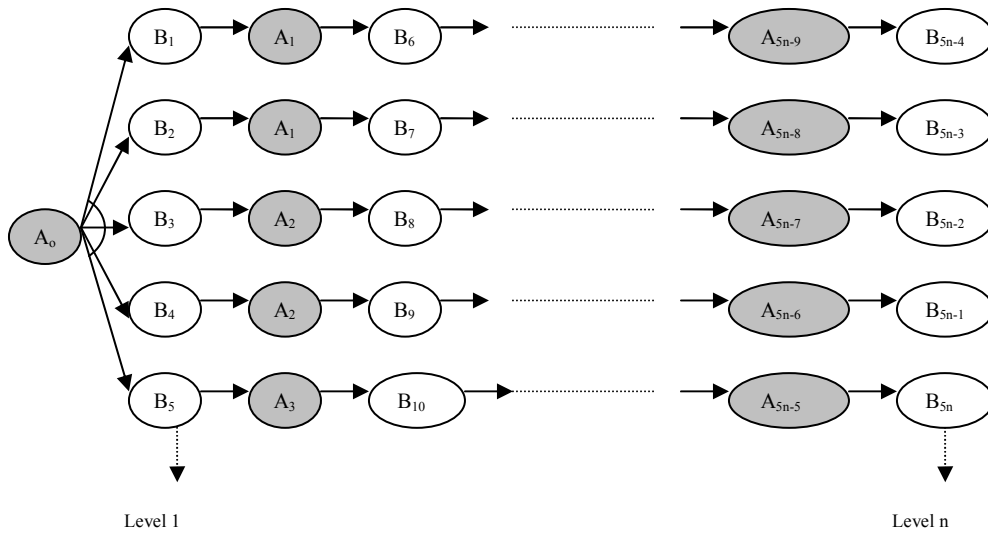 B₁ A₁ B₆ A₅ₙ₋₉ B₅ₙ₋₄
B₂ A₁ B₇ A₅ₙ₋₈ B₅ₙ₋₃
B₃ A₂ B₈ A₅ₙ₋₇ B₅ₙ₋₂
Aₒ
B₄ A₂ B₉ A₅ₙ₋₆ B₅ₙ₋₁
B₅ A₃ B₁₀ A₅ₙ₋₅ B₅ₙ
Level 1 Level n